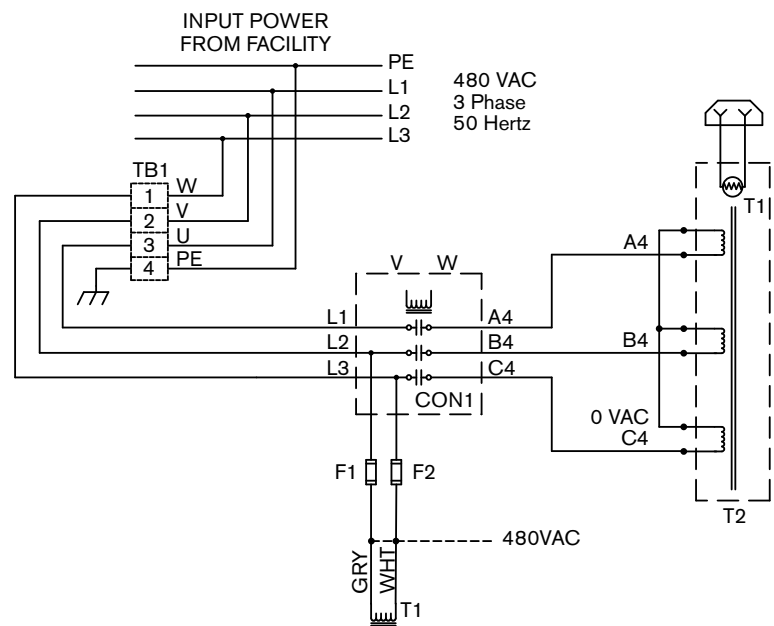 INPUT POWER
FROM FACILITY
PE
L1
L2
L3
480 VAC
3 Phase
50 Hertz
TB1
1 W
2 V
3 U
4 PE
T1
V W
A4
L1 A4
L2 B4 B4
L3 C4
CON1
0 VAC
C4
F1 F2
T2
480VAC
GRY
WHT
T1